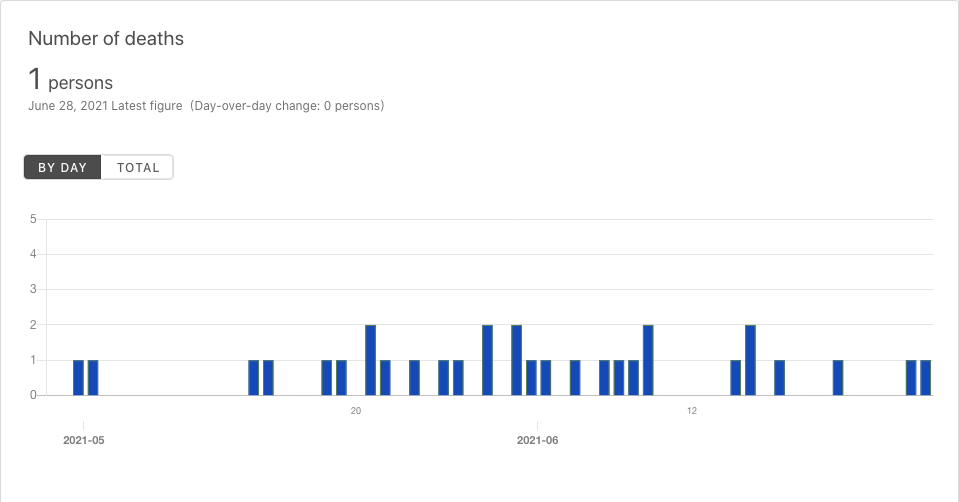 Number of deaths
1 persons
June 28, 2021 Latest figure (Day-over-day change: 0 persons)
BY DAY TOTAL
5
4
3
2
1
0
20 12
2021-05 2021-06